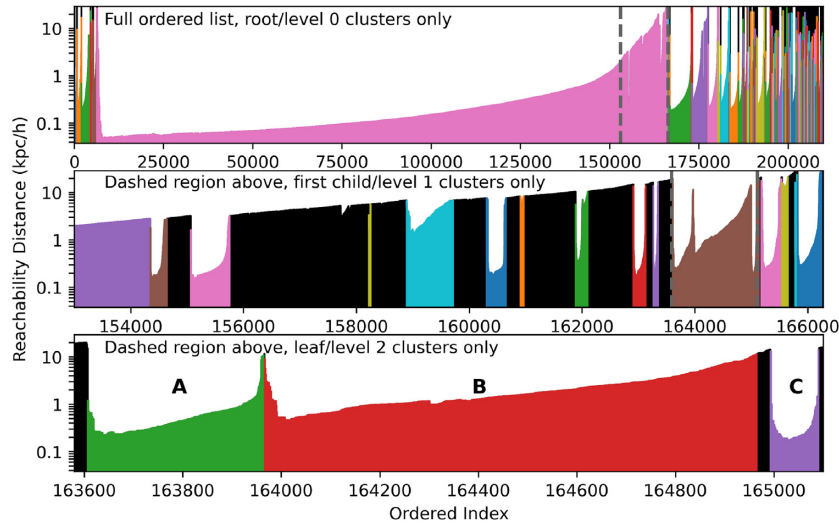 Full ordered list, root/level 0 clusters only
10
1
0.1
0 25000 50000 75000 100000 125000 150000 175000 200000
Dashed region above, first child/level 1 clusters only
10
1
0.1
154000 156000 158000 160000 162000 164000 166000
Dashed region above, leaf/level 2 clusters only
10
1
0.1
A B C
163600 163800 164000 164200 164400 164600 164800 165000
Ordered Index
Reachability Distance (kpc/h)